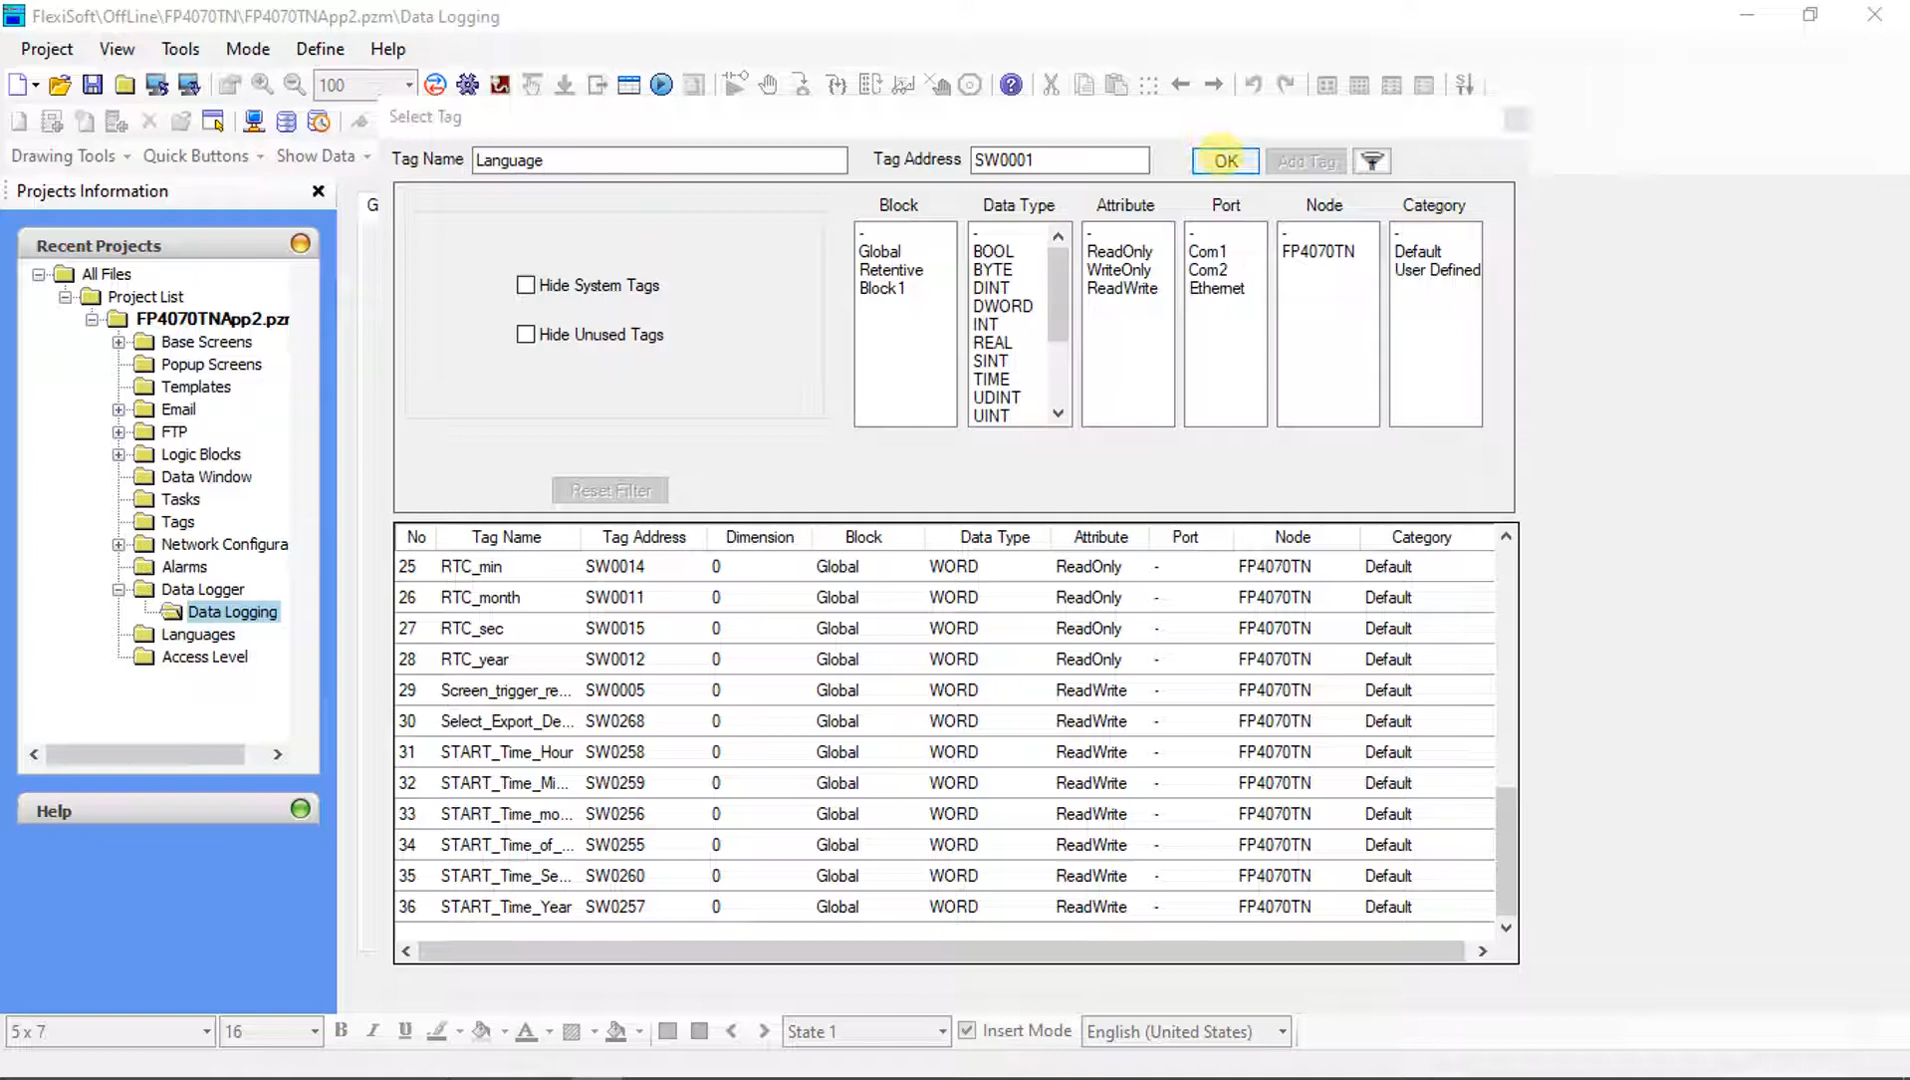 FlexiSoft\OffLine\FP4070TN\FP4070TNApp2.pzm\Data Logging
Project View Tools Mode Define Help
100
Drawing Tools Quick Buttons Show Data
Projects Information
Recent Projects
All Files
Project List
FP4070TNApp2.pzr
Base Screens
Popup Screens
Templates
Email
FTP
Logic Blocks
Data Window
Tasks
Tags
Network Configura
Alarms
Data Logger
Data Logging
Languages
Access Level
Help
G
Select Tag
Tag Name Language Tag Address SW0001 OK Add Tag
Hide System Tags
Hide Unused Tags
Reset Filter
Block
-
Global
Retentive
Block1
Data Type
-
BOOL
BYTE
DINT
DWORD
INT
REAL
SINT
TIME
UDINT
UINT
Attribute
-
ReadOnly
WriteOnly
ReadWrite
Port
-
Com1
Com2
Ethernet
Node
-
FP4070TN
Category
-
Default
User Defined
No Tag Name Tag Address Dimension Block Data Type Attribute Port Node Category
25 RTC_min SW0014 0 Global WORD ReadOnly - FP4070TN Default
26 RTC_month SW0011 0 Global WORD ReadOnly - FP4070TN Default
27 RTC_sec SW0015 0 Global WORD ReadOnly - FP4070TN Default
28 RTC_year SW0012 0 Global WORD ReadOnly - FP4070TN Default
29 Screen_trigger_re... SW0005 0 Global WORD ReadWrite - FP4070TN Default
30 Select_Export_De... SW0268 0 Global WORD ReadWrite - FP4070TN Default
31 START_Time_Hour SW0258 0 Global WORD ReadWrite - FP4070TN Default
32 START_Time_Mi... SW0259 0 Global WORD ReadWrite - FP4070TN Default
33 START_Time_mo... SW0256 0 Global WORD ReadWrite - FP4070TN Default
34 START_Time_of_... SW0255 0 Global WORD ReadWrite - FP4070TN Default
35 START_Time_Se... SW0260 0 Global WORD ReadWrite - FP4070TN Default
36 START_Time_Year SW0257 0 Global WORD ReadWrite - FP4070TN Default
5 x 7 16 B I U A State 1 Insert Mode English (United States)